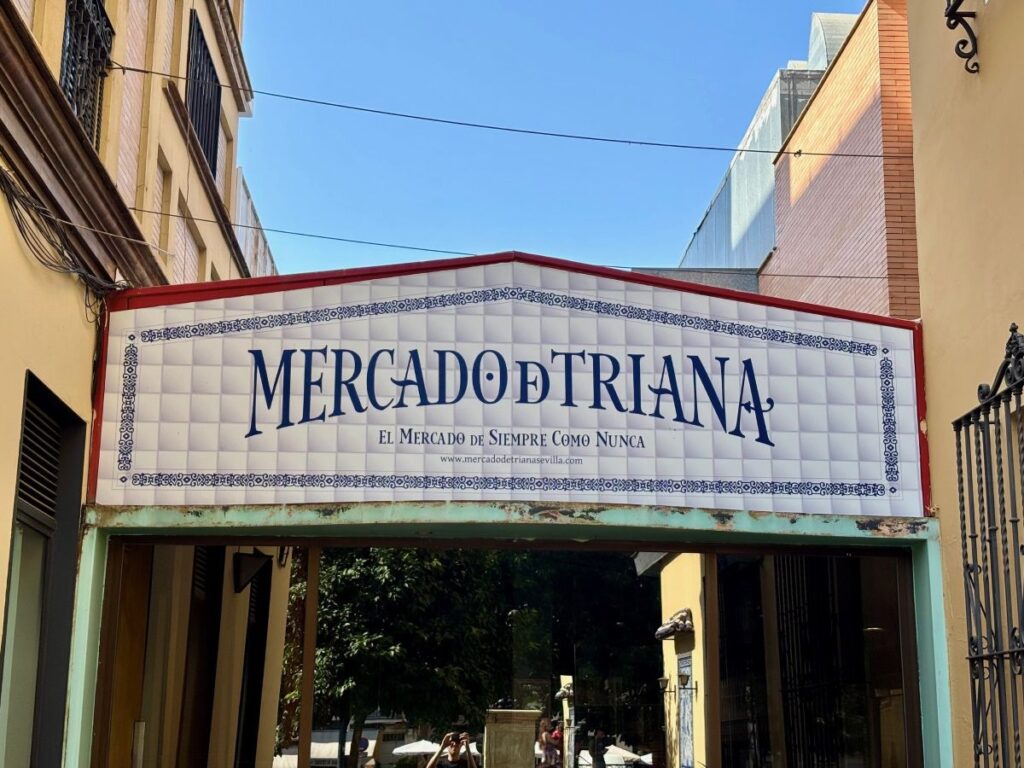 MERCADO DE TRIANA
EL MERCADO DE SIEMPRE COMO NUNCA
www.mercadodetrianasevilla.com